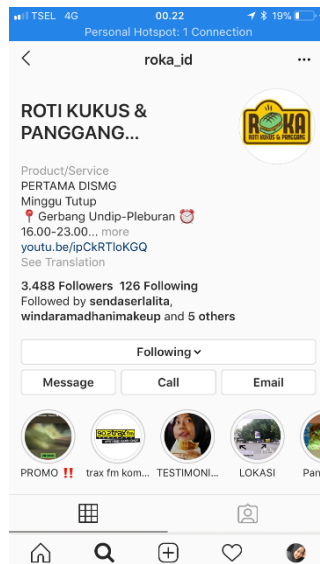 TSEL 4G 00.22 19%
Personal Hotspot: 1 Connection
roka_id
ROTI KUKUS &
PANGGANG...
ROKA
ROTI KUKUS & PANGGANG
Product/Service
PERTAMA DISMG
Minggu Tutup
📍 Gerbang Undip-Pleburan ⏰
16.00-23.00... more
youtu.be/ipCkRTloKGQ
See Translation
3.488 Followers 126 Following
Followed by sendaserlalita,
windaramadhanimakeup and 5 others
Following
Message Call Email
PROMO ‼️ trax fm kom... TESTIMONI... LOKASI Pan